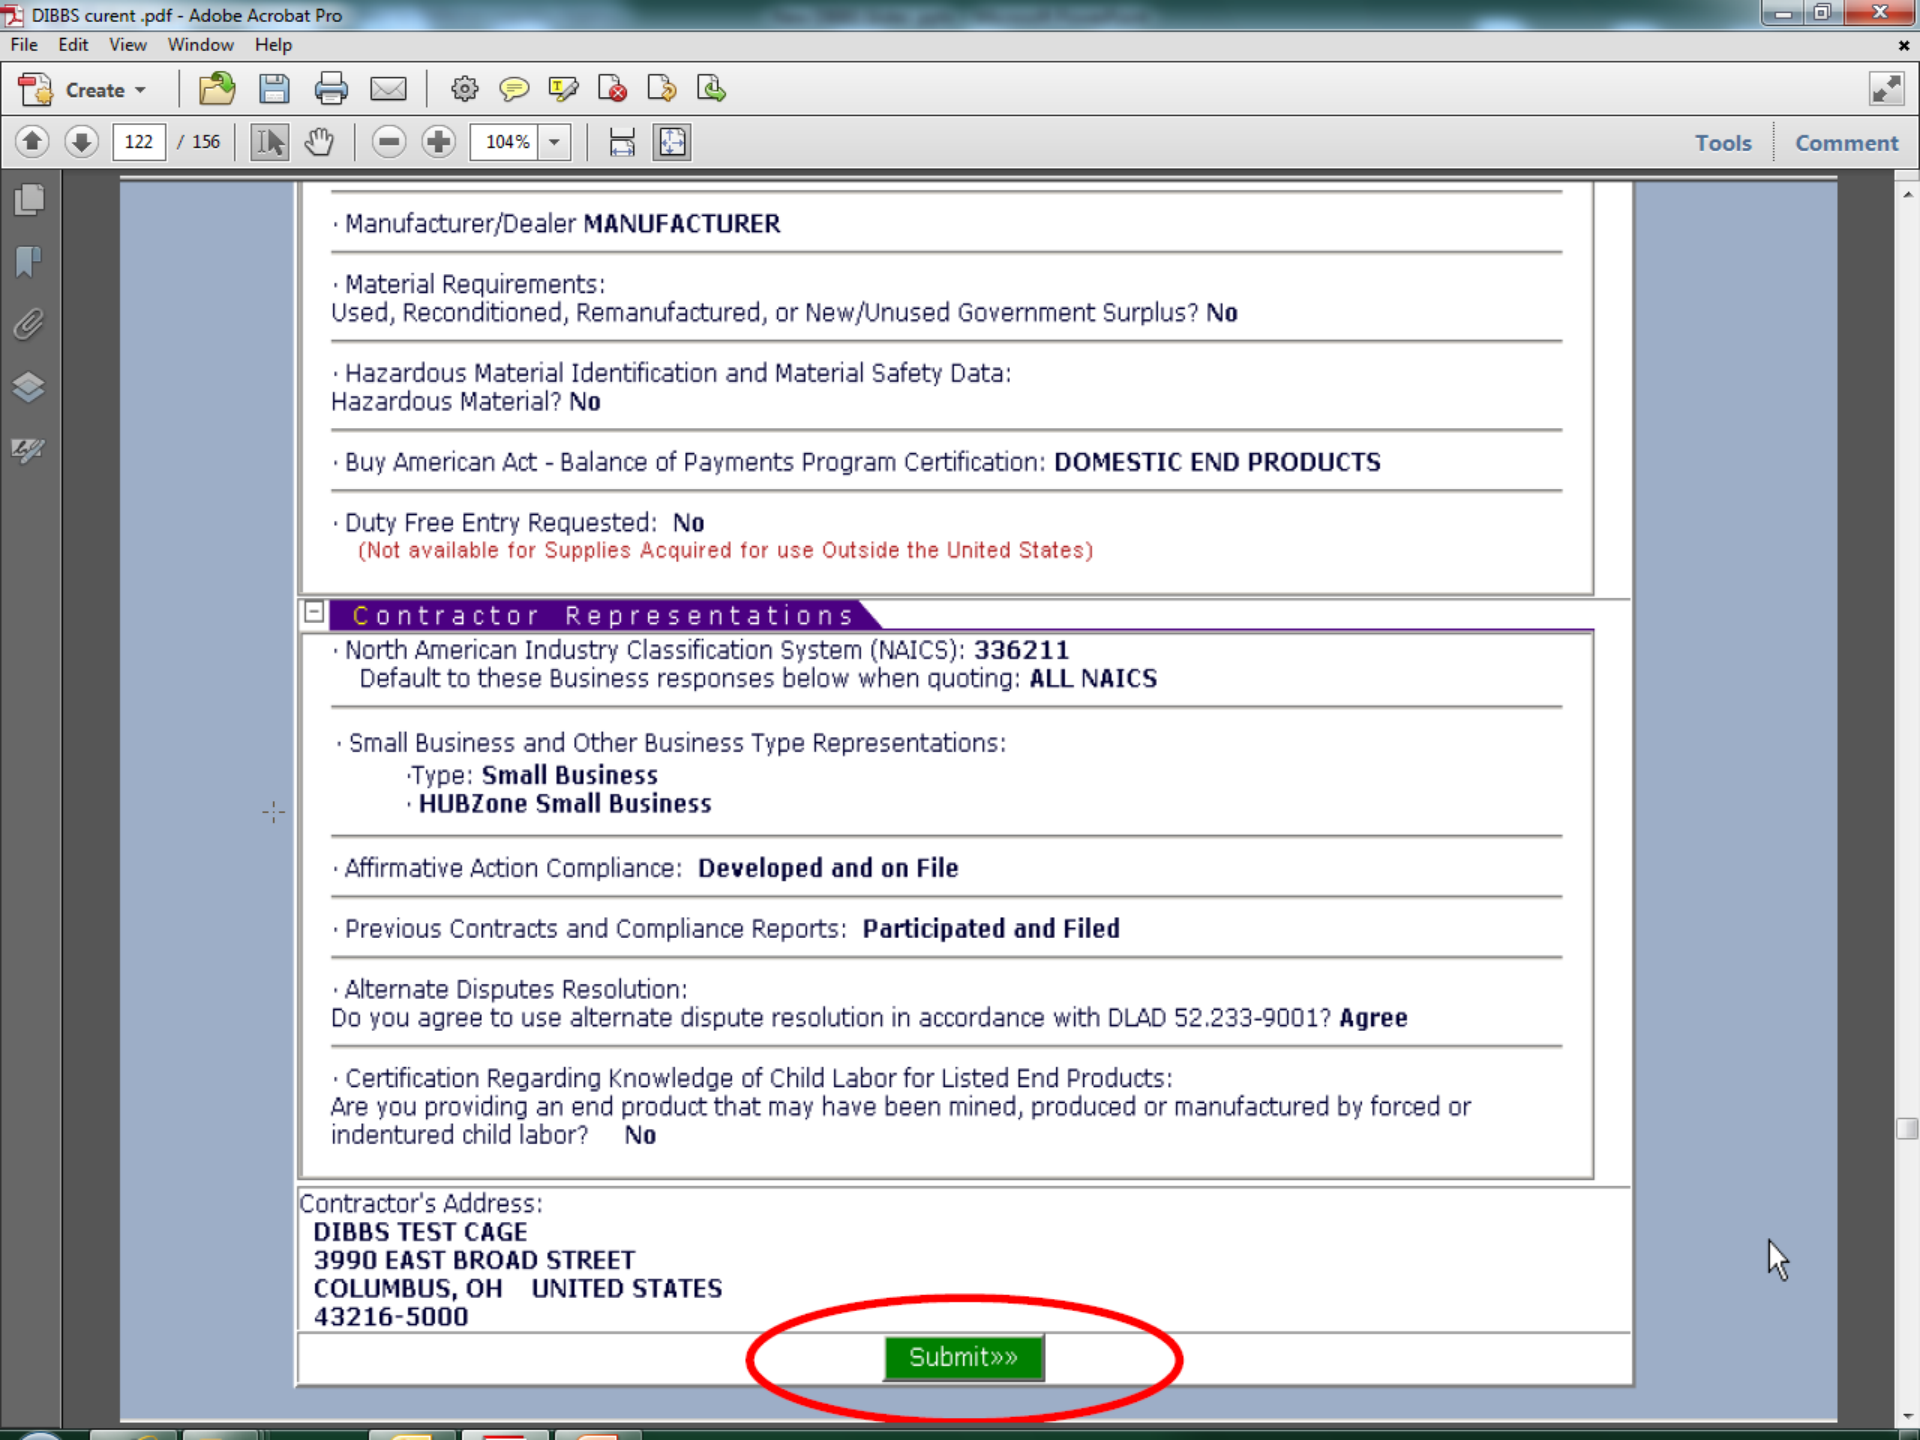 DIBBS curent .pdf - Adobe Acrobat Pro
File Edit View Window Help
Create
122 / 156 104% Tools Comment
· Manufacturer/Dealer MANUFACTURER
· Material Requirements:
Used, Reconditioned, Remanufactured, or New/Unused Government Surplus? No
· Hazardous Material Identification and Material Safety Data:
Hazardous Material? No
· Buy American Act - Balance of Payments Program Certification: DOMESTIC END PRODUCTS
· Duty Free Entry Requested: No
(Not available for Supplies Acquired for use Outside the United States)
Contractor Representations
· North American Industry Classification System (NAICS): 336211
Default to these Business responses below when quoting: ALL NAICS
· Small Business and Other Business Type Representations:
·Type: Small Business
· HUBZone Small Business
· Affirmative Action Compliance: Developed and on File
· Previous Contracts and Compliance Reports: Participated and Filed
· Alternate Disputes Resolution:
Do you agree to use alternate dispute resolution in accordance with DLAD 52.233-9001? Agree
· Certification Regarding Knowledge of Child Labor for Listed End Products:
Are you providing an end product that may have been mined, produced or manufactured by forced or
indentured child labor? No
Contractor's Address:
DIBBS TEST CAGE
3990 EAST BROAD STREET
COLUMBUS, OH UNITED STATES
43216-5000
Submit»»